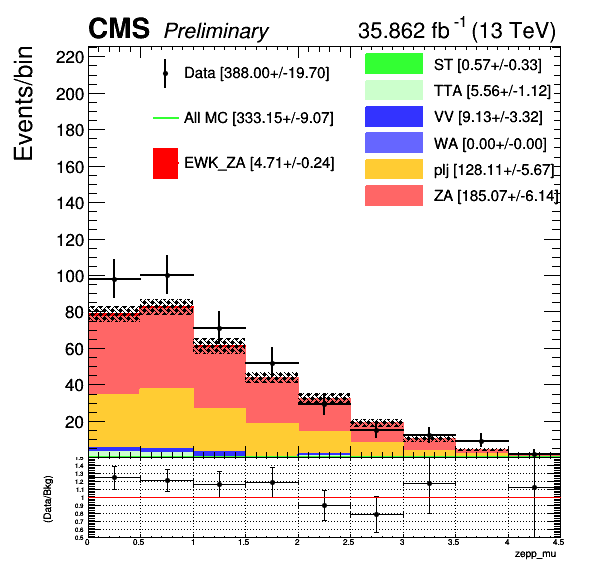 CMS Preliminary 35.862 fb⁻¹ (13 TeV)
Events/bin
220
200
180
160
140
120
100
80
60
40
20
Data [388.00+/-19.70]
All MC [333.15+/-9.07]
EWK_ZA [4.71+/-0.24]
ST [0.57+/-0.33]
TTA [5.56+/-1.12]
VV [9.13+/-3.32]
WA [0.00+/-0.00]
plj [128.11+/-5.67]
ZA [185.07+/-6.14]
(Data/Bkg)
1.5
1.4
1.3
1.2
1.1
1
0.9
0.8
0.7
0.6
0.5
0 0.5 1 1.5 2 2.5 3 3.5 4 4.5
zepp_mu